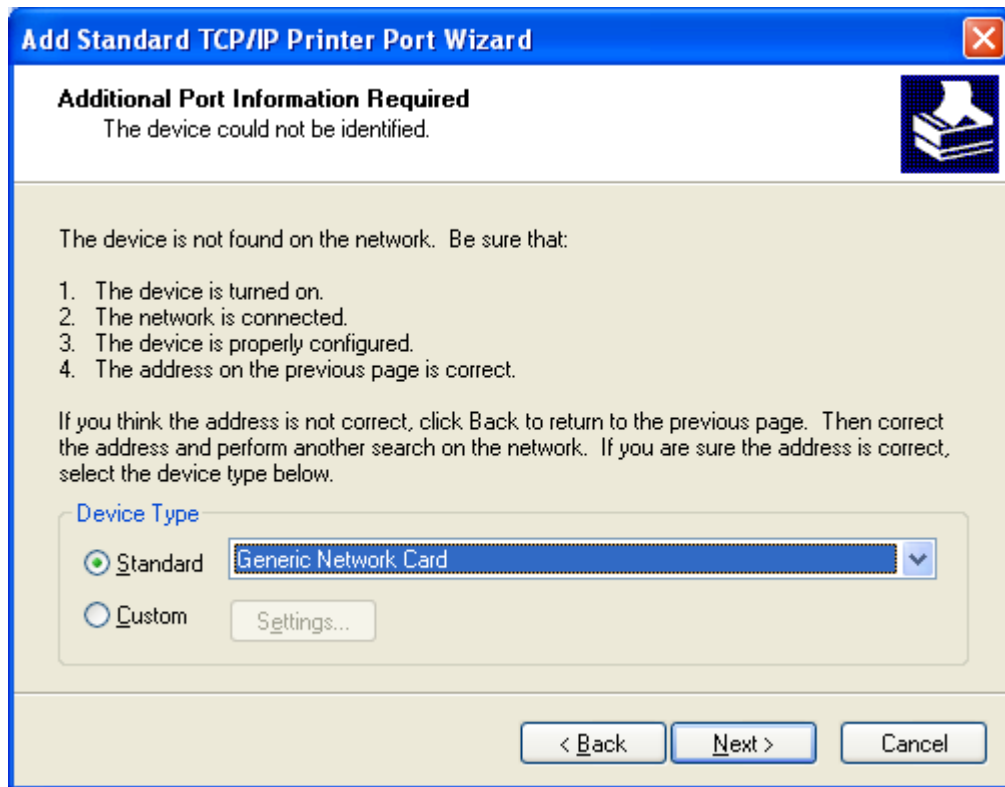 Add Standard TCP/IP Printer Port Wizard
Additional Port Information Required
The device could not be identified.
The device is not found on the network.  Be sure that:
1.  The device is turned on.
2.  The network is connected.
3.  The device is properly configured.
4.  The address on the previous page is correct.
If you think the address is not correct, click Back to return to the previous page.  Then correct
the address and perform another search on the network.  If you are sure the address is correct,
select the device type below.
Device Type
Standard
Generic Network Card
Custom
Settings...
< Back
Next >
Cancel